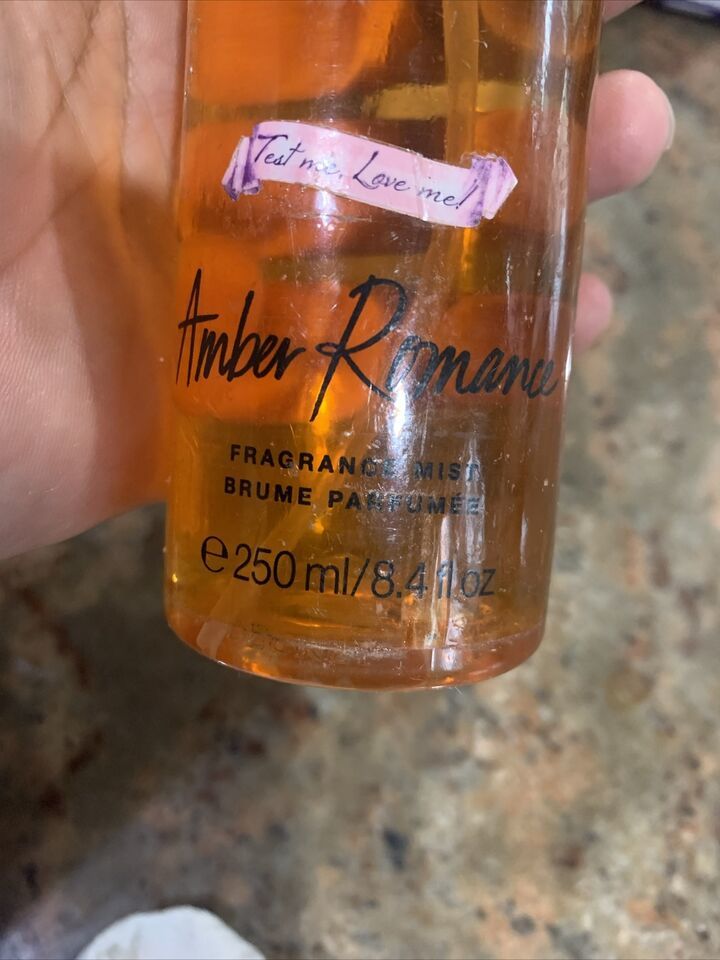 Test me, Love me!
Amber Romance
FRAGRANCE MIST
BRUME PARFUMÉE
e 250 ml/8.4 fl oz